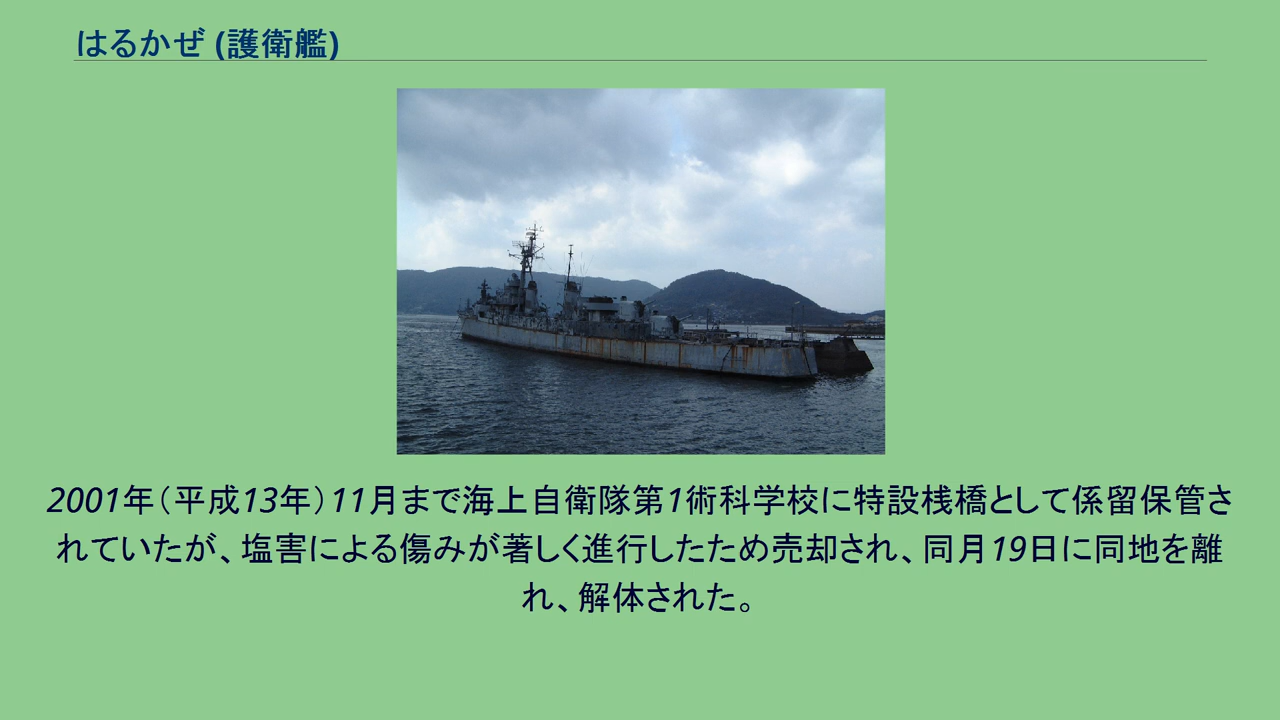 はるかぜ (護衛艦)
2001年（平成13年）11月まで海上自衛隊第1術科学校に特設桟橋として係留保管さ
れていたが、塩害による傷みが著しく進行したため売却され、同月19日に同地を離
れ、解体された。